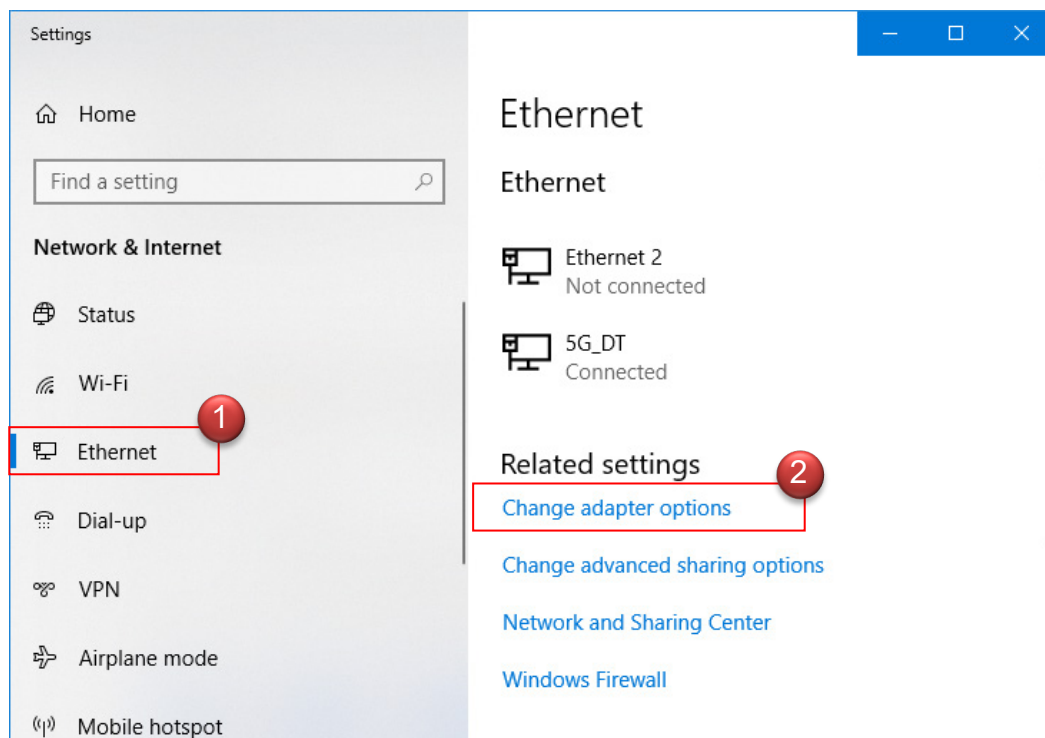 Settings
Home
Find a setting
Network & Internet
Status
Wi-Fi
1
Ethernet
Dial-up
VPN
Airplane mode
Mobile hotspot
Ethernet
Ethernet
Ethernet 2
Not connected
5G_DT
Connected
Related settings
2
Change adapter options
Change advanced sharing options
Network and Sharing Center
Windows Firewall